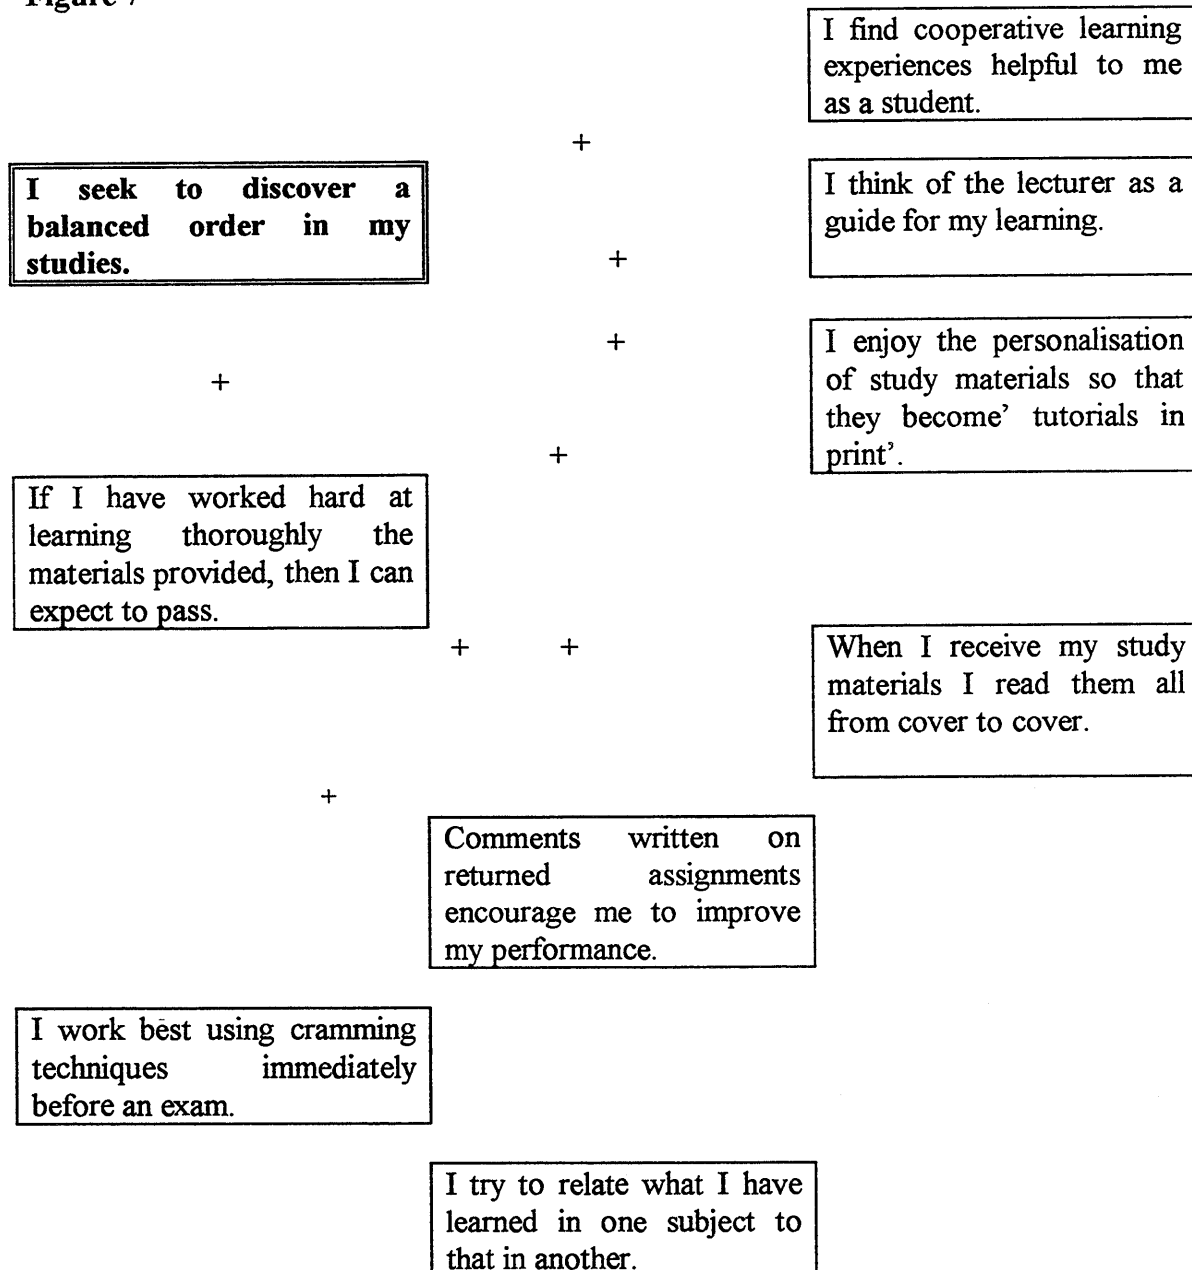 Figure 7
I find cooperative learning
experiences helpful to me
as a student.
+
I seek to discover a
balanced order in my
studies.
I think of the lecturer as a
guide for my learning.
+
+
I enjoy the personalisation
of study materials so that
they become’ tutorials in
print’.
+
+
If I have worked hard at
learning thoroughly the
materials provided, then I can
expect to pass.
+ +
When I receive my study
materials I read them all
from cover to cover.
+
Comments written on
returned assignments
encourage me to improve
my performance.
I work best using cramming
techniques immediately
before an exam.
I try to relate what I have
learned in one subject to
that in another.